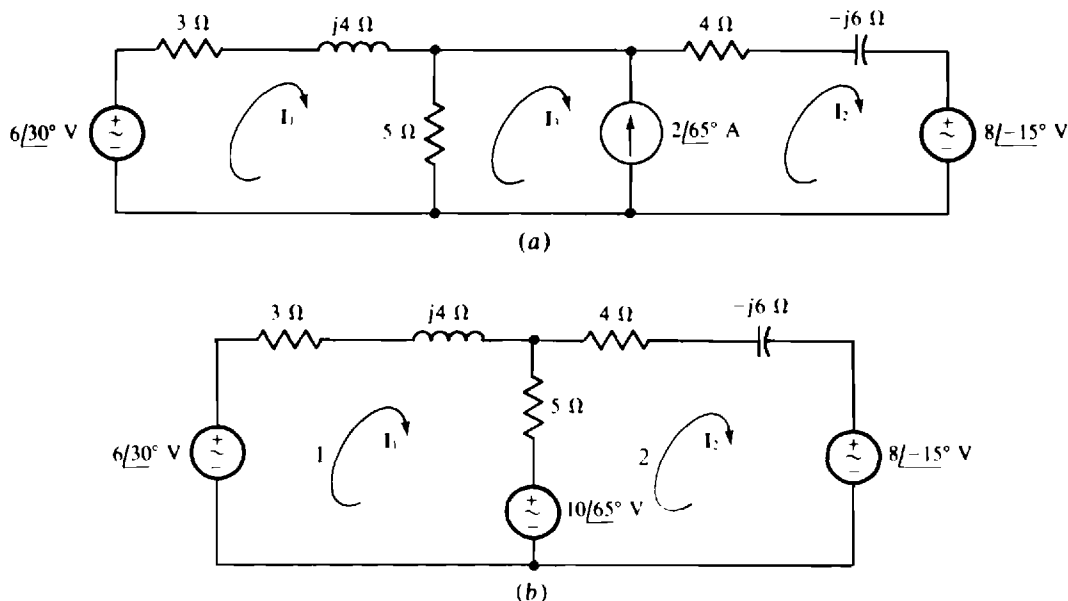 3 Ω j4 Ω 4 Ω -j6 Ω
6/30° V I₁ 5 Ω I₃ 2/65° A I₂ 8/-15° V
(a)
3 Ω j4 Ω 4 Ω -j6 Ω
5 Ω
6/30° V 1 I₁ 2 I₂ 8/-15° V
10/65° V
(b)